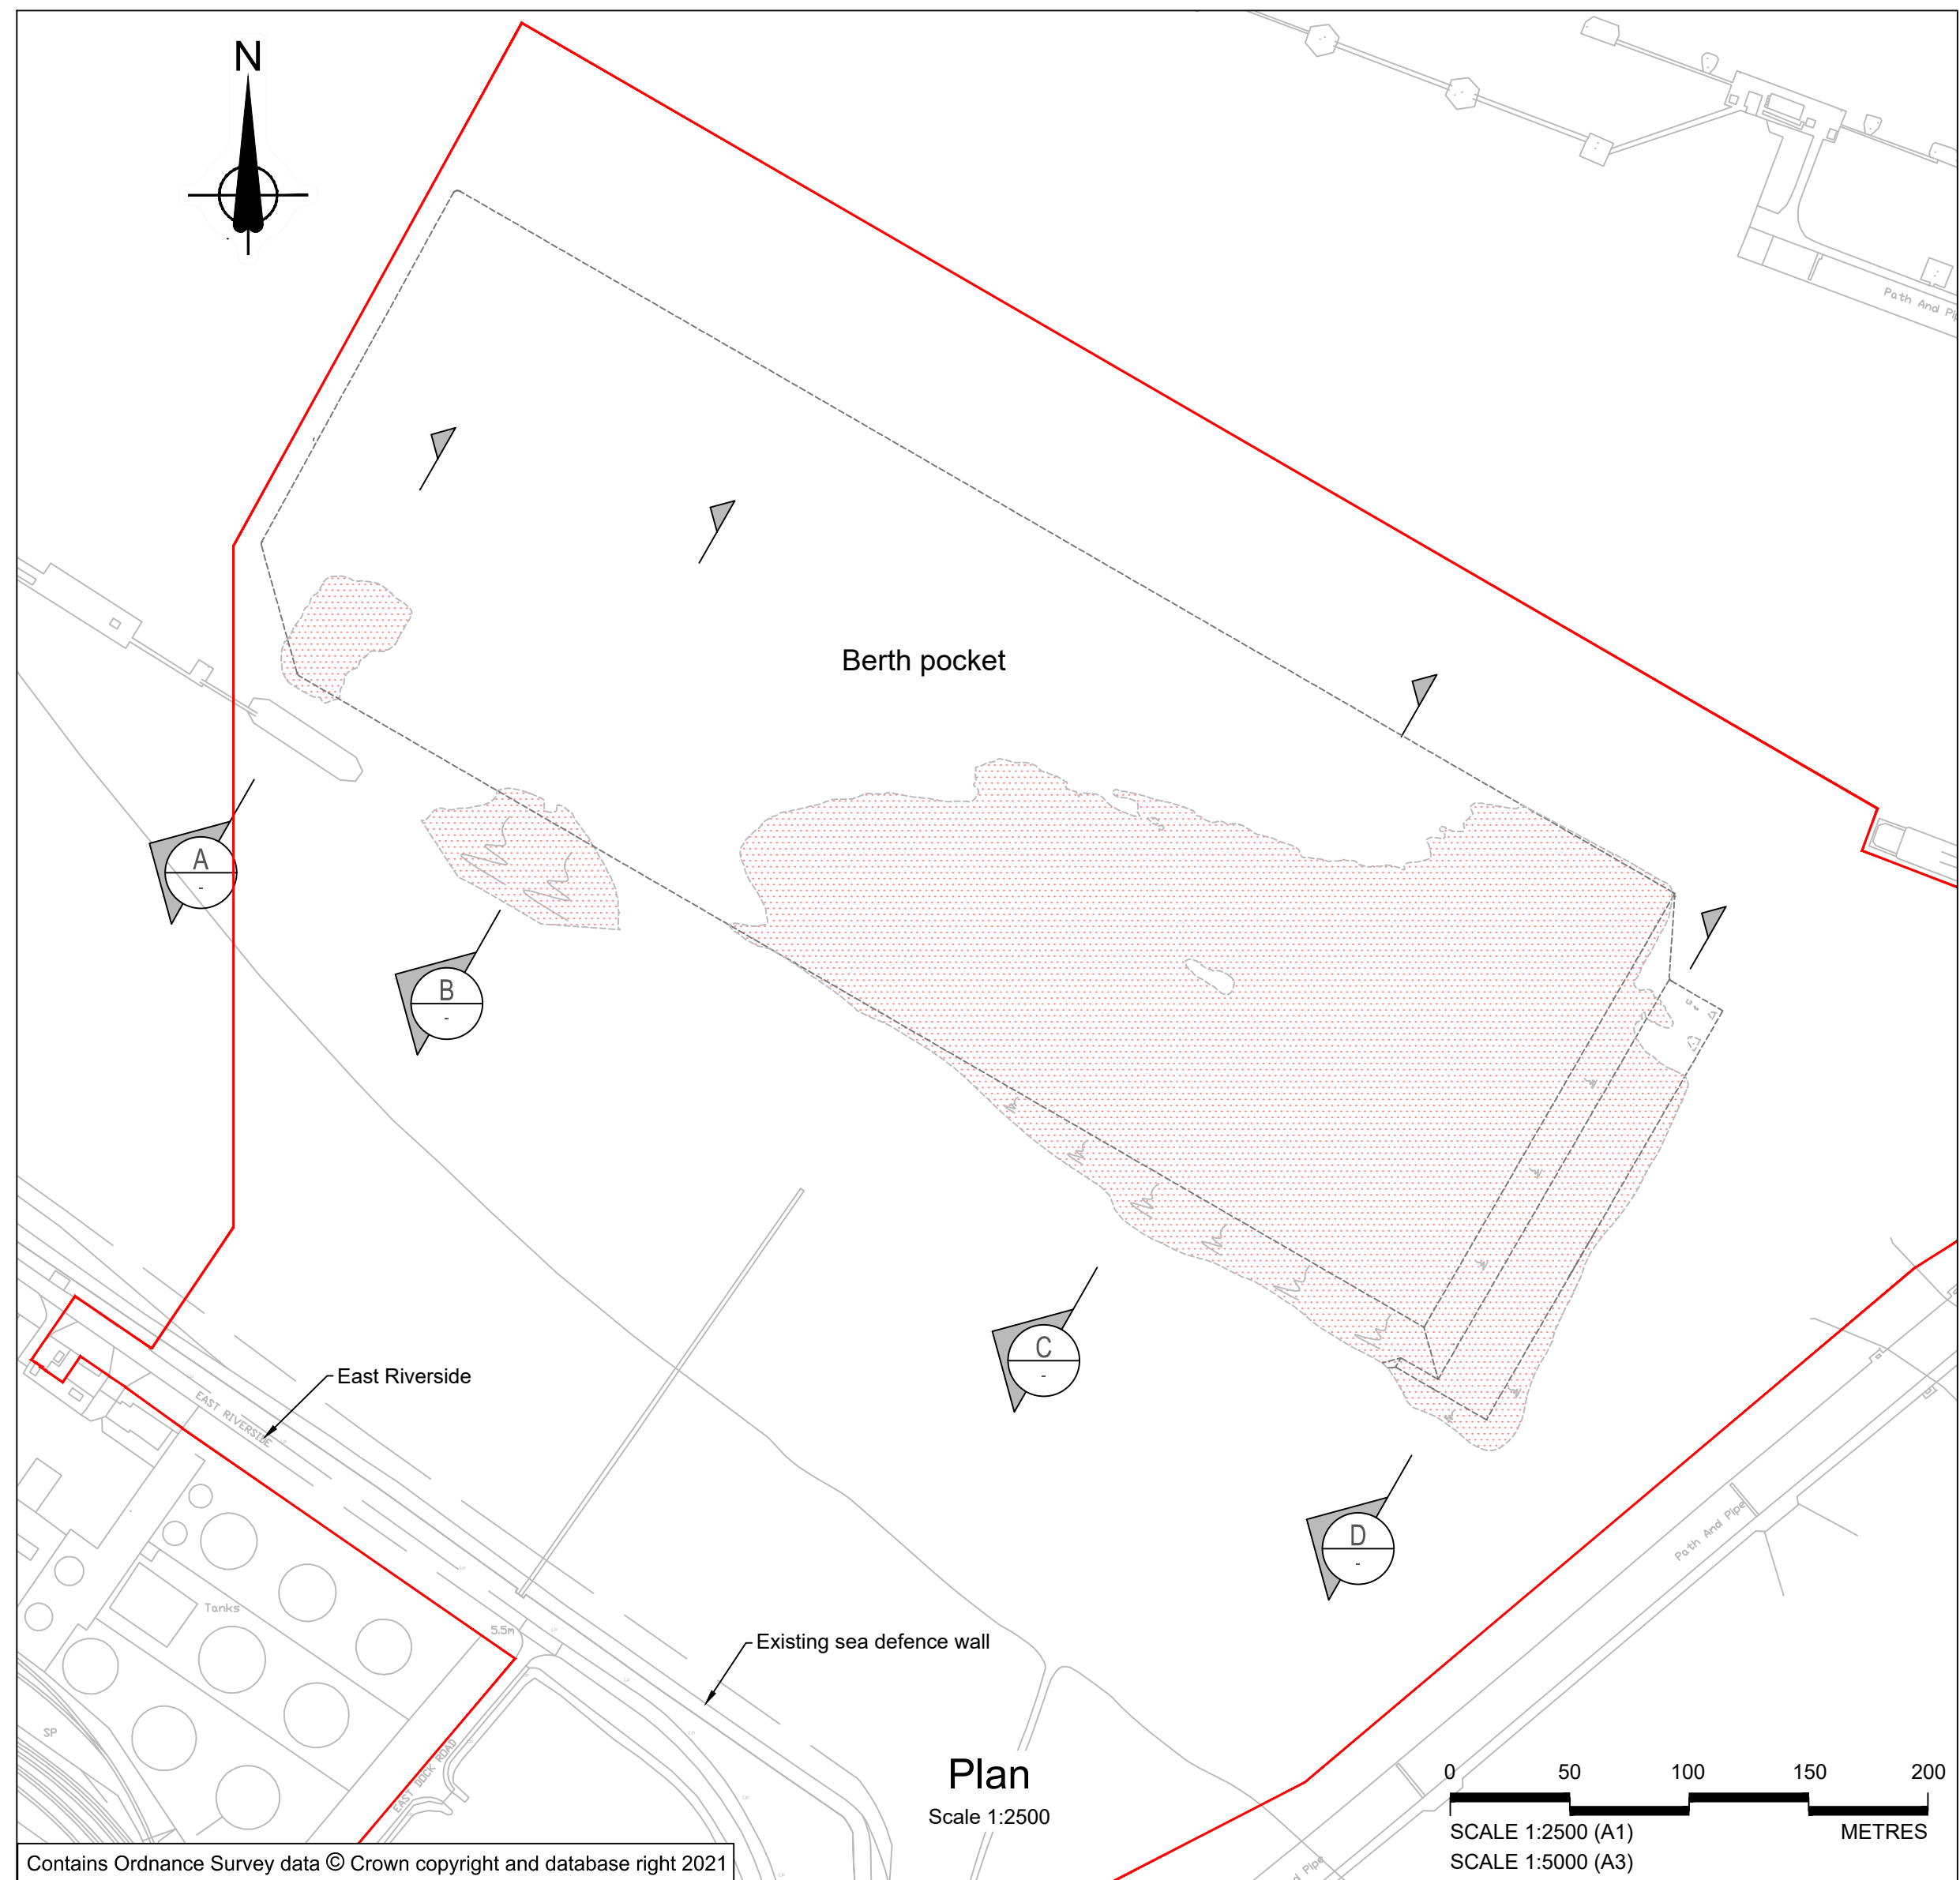 N
Path And Pi
Berth pocket
A
-
B
-
C
-
D
-
East Riverside
EAST RIVERSIDE
Path And Pipe
Tanks
5.5m
Existing sea defence wall
SP
EAST DOCK ROAD
Plan
Scale 1:2500
0 50 100 150 200
SCALE 1:2500 (A1) METRES
SCALE 1:5000 (A3)
d Pipe
Contains Ordnance Survey data © Crown copyright and database right 2021